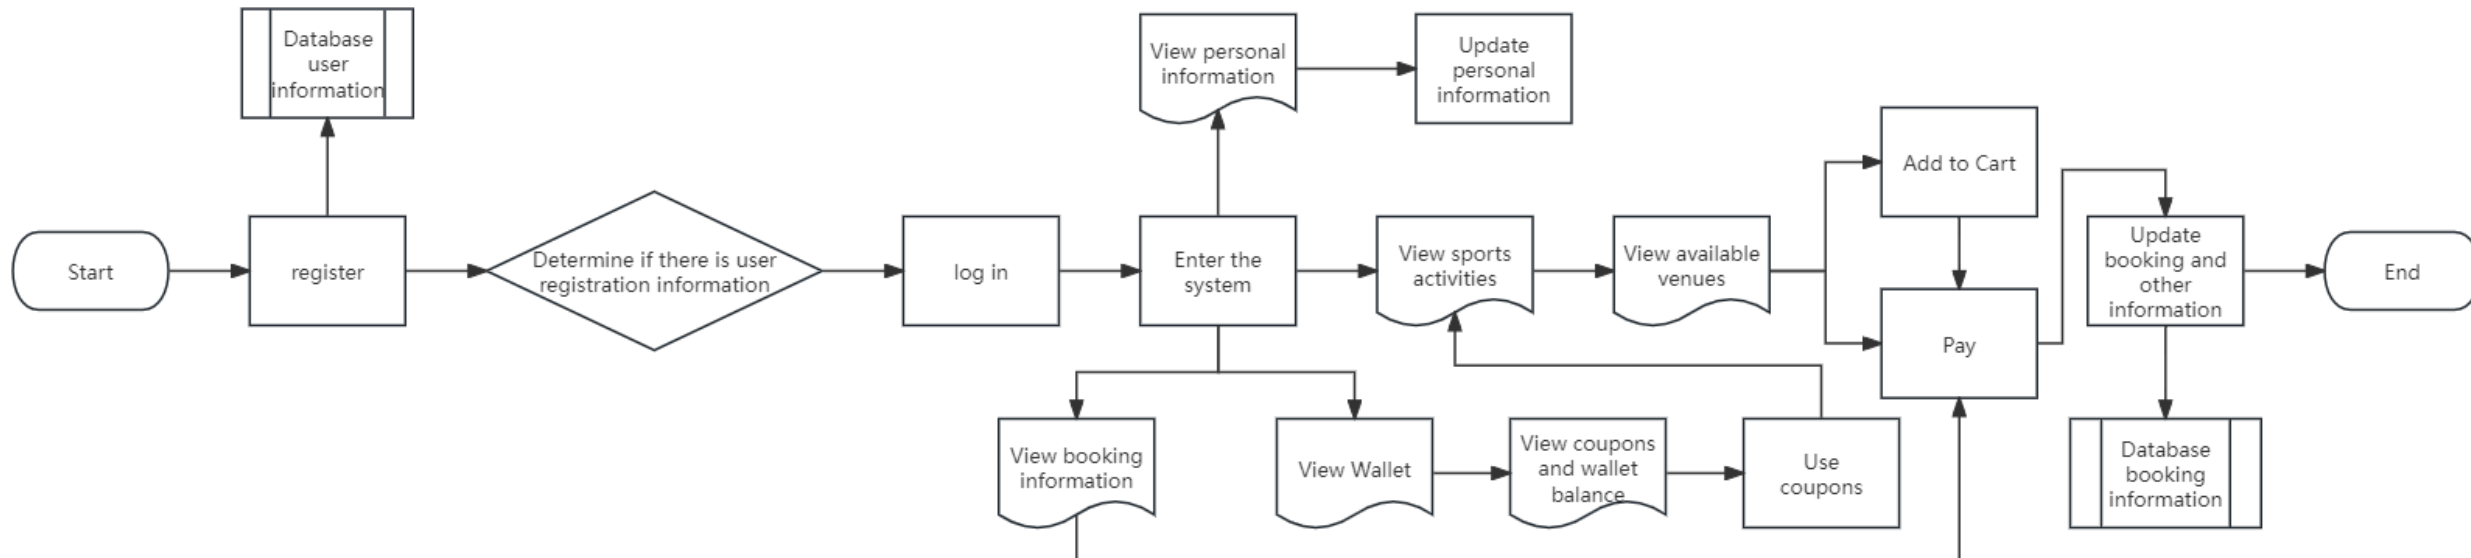 Database
user
information
View personal
information
Update
personal
information
Add to Cart
Start
register
Determine if there is user
registration information
log in
Enter the
system
View sports
activities
View available
venues
Update
booking and
other
information
End
Pay
View booking
information
View Wallet
View coupons
and wallet
balance
Use
coupons
Database
booking
information